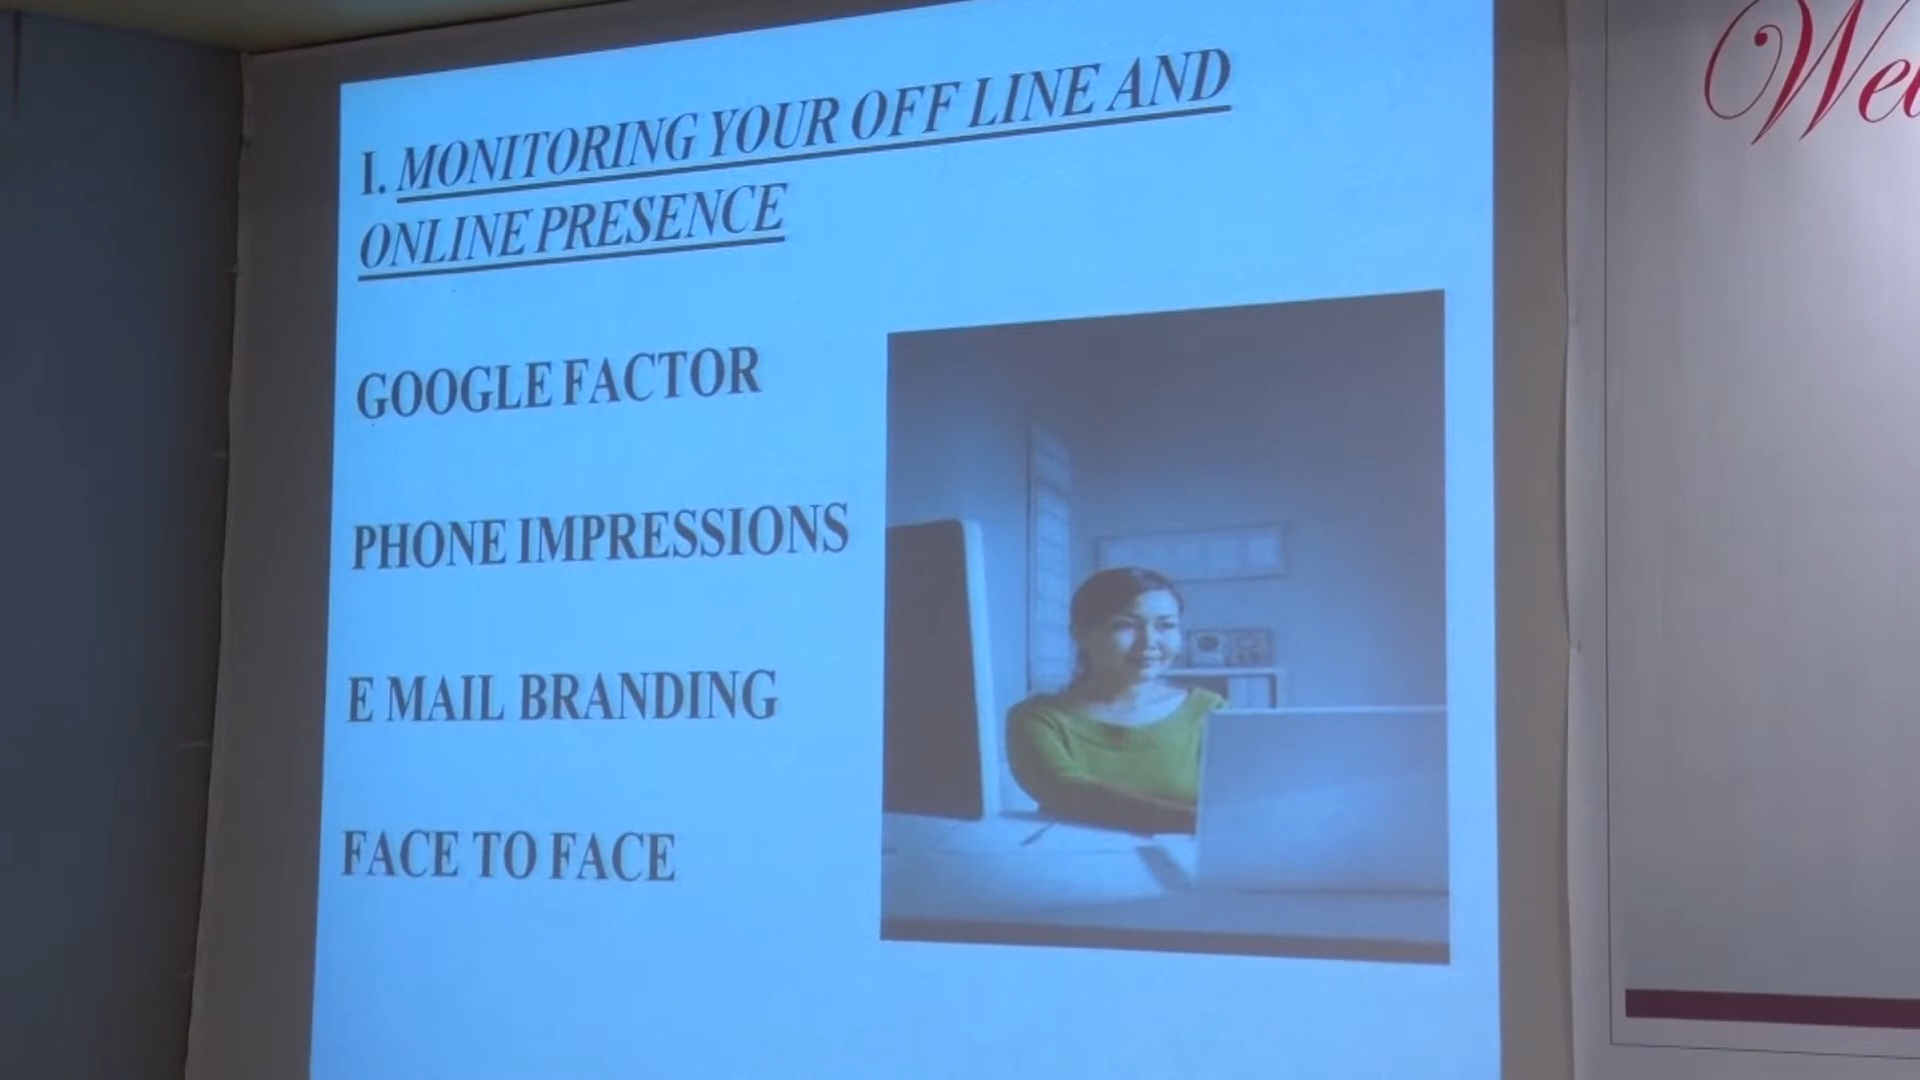 I. MONITORING YOUR OFF LINE AND
ONLINE PRESENCE
GOOGLE FACTOR
PHONE IMPRESSIONS
E MAIL BRANDING
FACE TO FACE